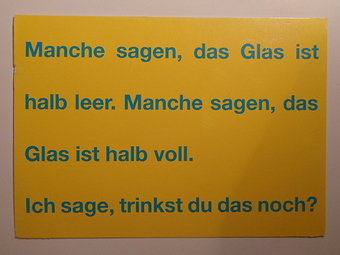 Manche sagen, das Glas ist
halb leer. Manche sagen, das
Glas ist halb voll.
Ich sage, trinkst du das noch?